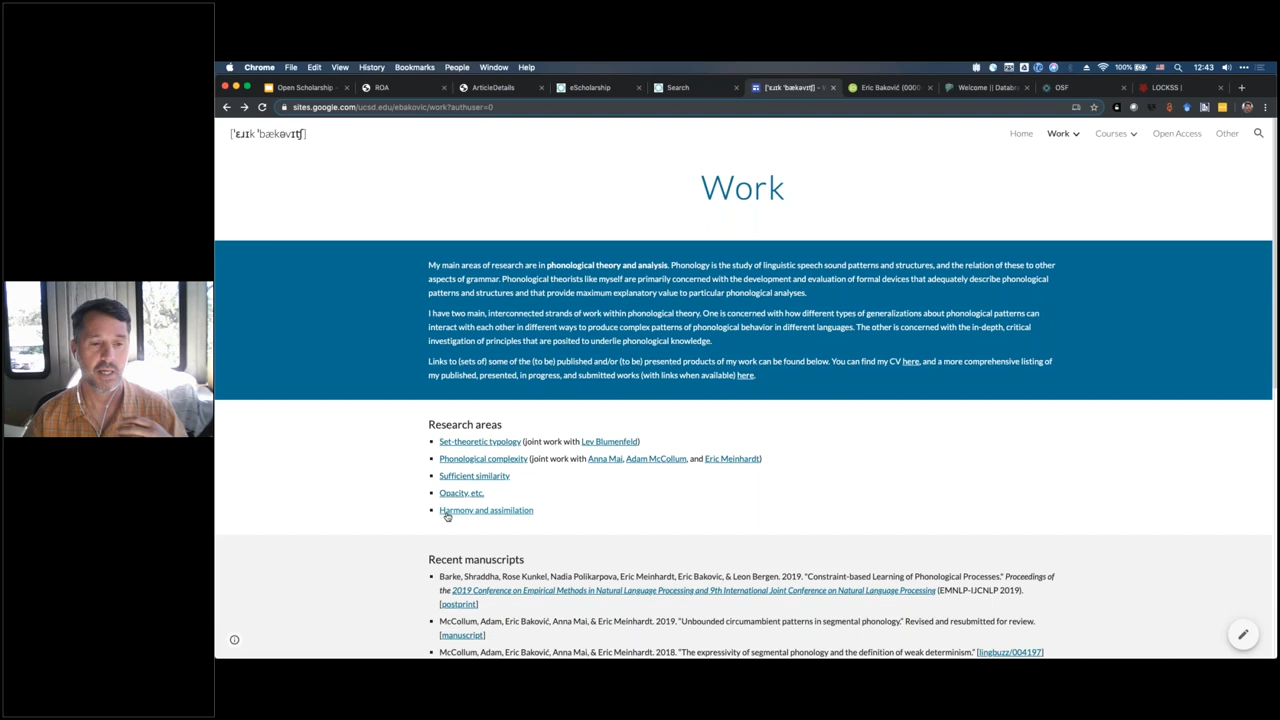 Chrome File Edit View History Bookmarks People Window Help 100% 12:43
Open Scholarship ROA ArticleDetails eScholarship Search ['ɛɹɪk 'bækəvɪtʃ] Eric Baković (0000 Welcome || Databra OSF LOCKSS
sites.google.com/ucsd.edu/ebakovic/work?authuser=0
['ɛɹɪk 'bækəvɪtʃ] Home Work Courses Open Access Other
Work
My main areas of research are in phonological theory and analysis. Phonology is the study of linguistic speech sound patterns and structures, and the relation of these to other
aspects of grammar. Phonological theorists like myself are primarily concerned with the development and evaluation of formal devices that adequately describe phonological
patterns and structures and that provide maximum explanatory value to particular phonological analyses.
I have two main, interconnected strands of work within phonological theory. One is concerned with how different types of generalizations about phonological patterns can
interact with each other in different ways to produce complex patterns of phonological behavior in different languages. The other is concerned with the in-depth, critical
investigation of principles that are posited to underlie phonological knowledge.
Links to (sets of) some of the (to be) published and/or (to be) presented products of my work can be found below. You can find my CV here, and a more comprehensive listing of
my published, presented, in progress, and submitted works (with links when available) here.
Research areas
Set-theoretic typology (joint work with Lev Blumenfeld)
Phonological complexity (joint work with Anna Mai, Adam McCollum, and Eric Meinhardt)
Sufficient similarity
Opacity, etc.
Harmony and assimilation
Recent manuscripts
Barke, Shraddha, Rose Kunkel, Nadia Polikarpova, Eric Meinhardt, Eric Bakovic, & Leon Bergen. 2019. "Constraint-based Learning of Phonological Processes." Proceedings of
the 2019 Conference on Empirical Methods in Natural Language Processing and 9th International Joint Conference on Natural Language Processing (EMNLP-IJCNLP 2019).
[postprint]
McCollum, Adam, Eric Baković, Anna Mai, & Eric Meinhardt. 2019. "Unbounded circumambient patterns in segmental phonology." Revised and resubmitted for review.
[manuscript]
McCollum, Adam, Eric Baković, Anna Mai, & Eric Meinhardt. 2018. "The expressivity of segmental phonology and the definition of weak determinism." [lingbuzz/004197]